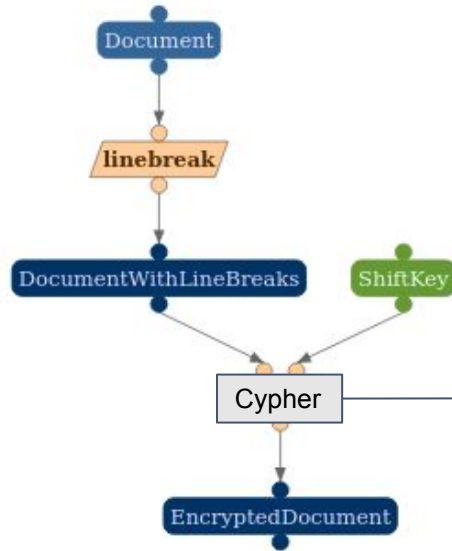 Document
linebreak
DocumentWithLineBreaks
ShiftKey
Cypher
EncryptedDocument